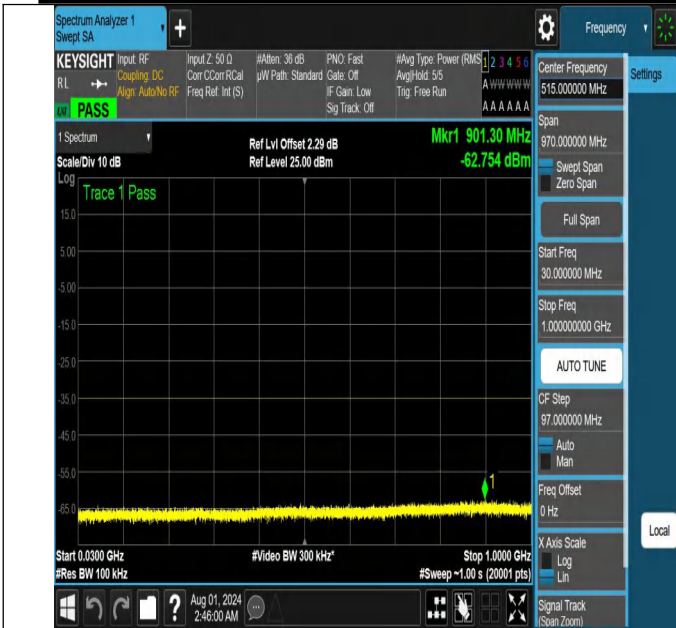 Spectrum Analyzer 1
Swept SA
+
Frequency
KEYSIGHT
RL
PASS
Input: RF
Coupling: DC
Align: Auto/No RF
Input Z: 50 Ω
Corr CCorr RCal
Freq Ref: Int (S)
#Atten: 36 dB
µW Path: Standard
PNO: Fast
Gate: Off
IF Gain: Low
Sig Track: Off
#Avg Type: Power (RMS
Avg|Hold: 5/5
Trig: Free Run
1 2 3 4 5 6
A W W W W W
A A A A A A
1 Spectrum
Scale/Div 10 dB
Ref Lvl Offset 2.29 dB
Ref Level 25.00 dBm
Mkr1 901.30 MHz
-62.754 dBm
Log
Trace 1 Pass
15.0
5.00
-5.00
-15.0
-25.0
-35.0
-45.0
-55.0
-65.0
1
Start 0.0300 GHz
#Res BW 100 kHz
#Video BW 300 kHz*
Stop 1.0000 GHz
#Sweep ~1.00 s (20001 pts)
Center Frequency
515.000000 MHz
Settings
Span
970.000000 MHz
Swept Span
Zero Span
Full Span
Start Freq
30.000000 MHz
Stop Freq
1.000000000 GHz
AUTO TUNE
CF Step
97.000000 MHz
Auto
Man
Freq Offset
0 Hz
X Axis Scale
Log
Lin
Local
Signal Track
(Span Zoom)
?
Aug 01, 2024
2:46:00 AM